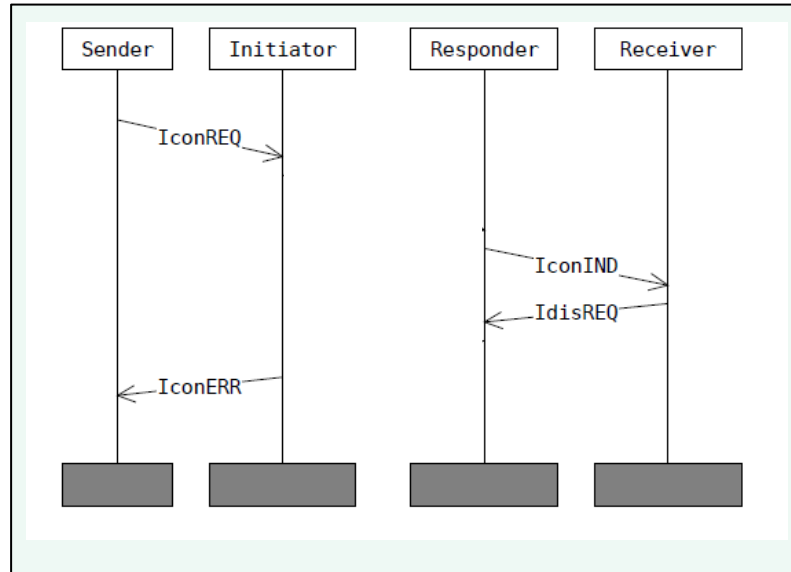 Sender Initiator Responder Receiver
IconREQ
IconIND
IdisREQ
IconERR